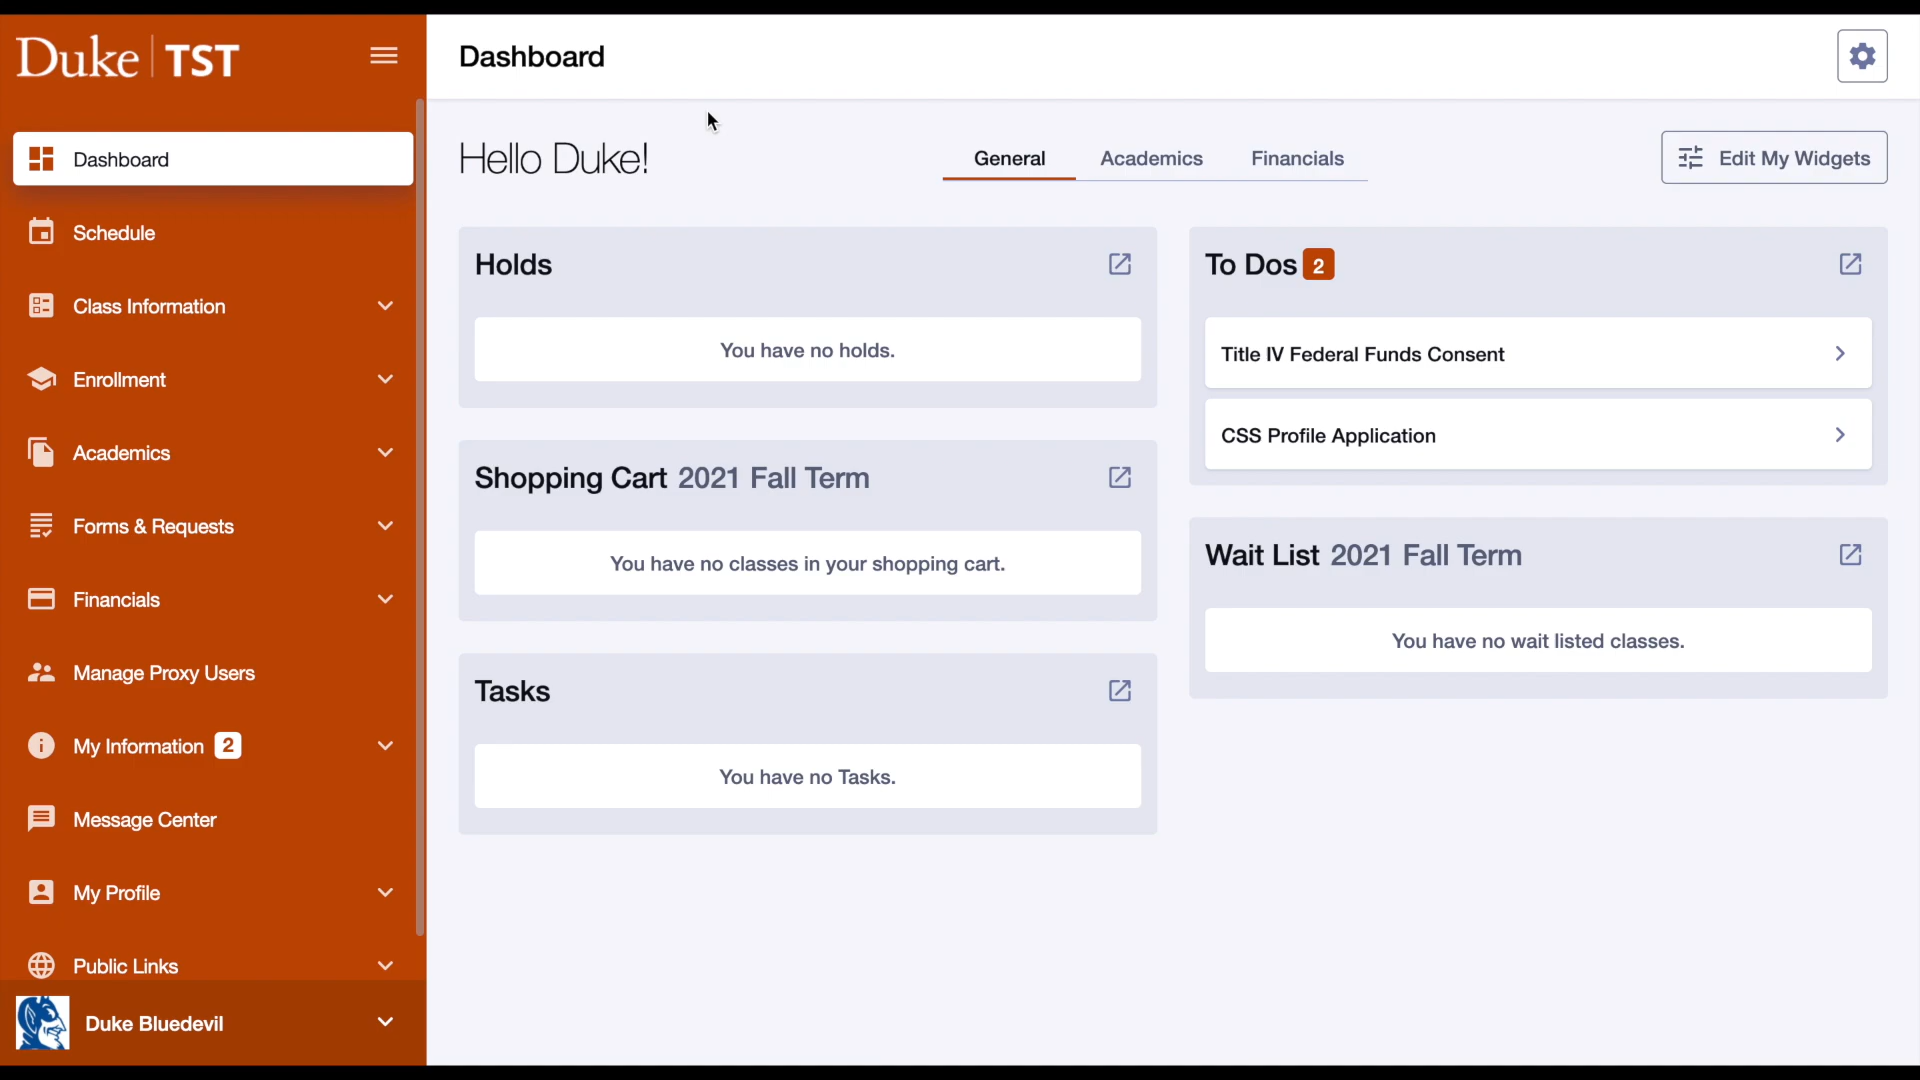 Duke | TST
Dashboard
Schedule
Class Information
Enrollment
Academics
Forms & Requests
Financials
Manage Proxy Users
My Information 2
Message Center
My Profile
Public Links
Duke Bluedevil
Dashboard
Hello Duke!
General Academics Financials
Edit My Widgets
Holds
You have no holds.
Shopping Cart 2021 Fall Term
You have no classes in your shopping cart.
Tasks
You have no Tasks.
To Dos 2
Title IV Federal Funds Consent
CSS Profile Application
Wait List 2021 Fall Term
You have no wait listed classes.